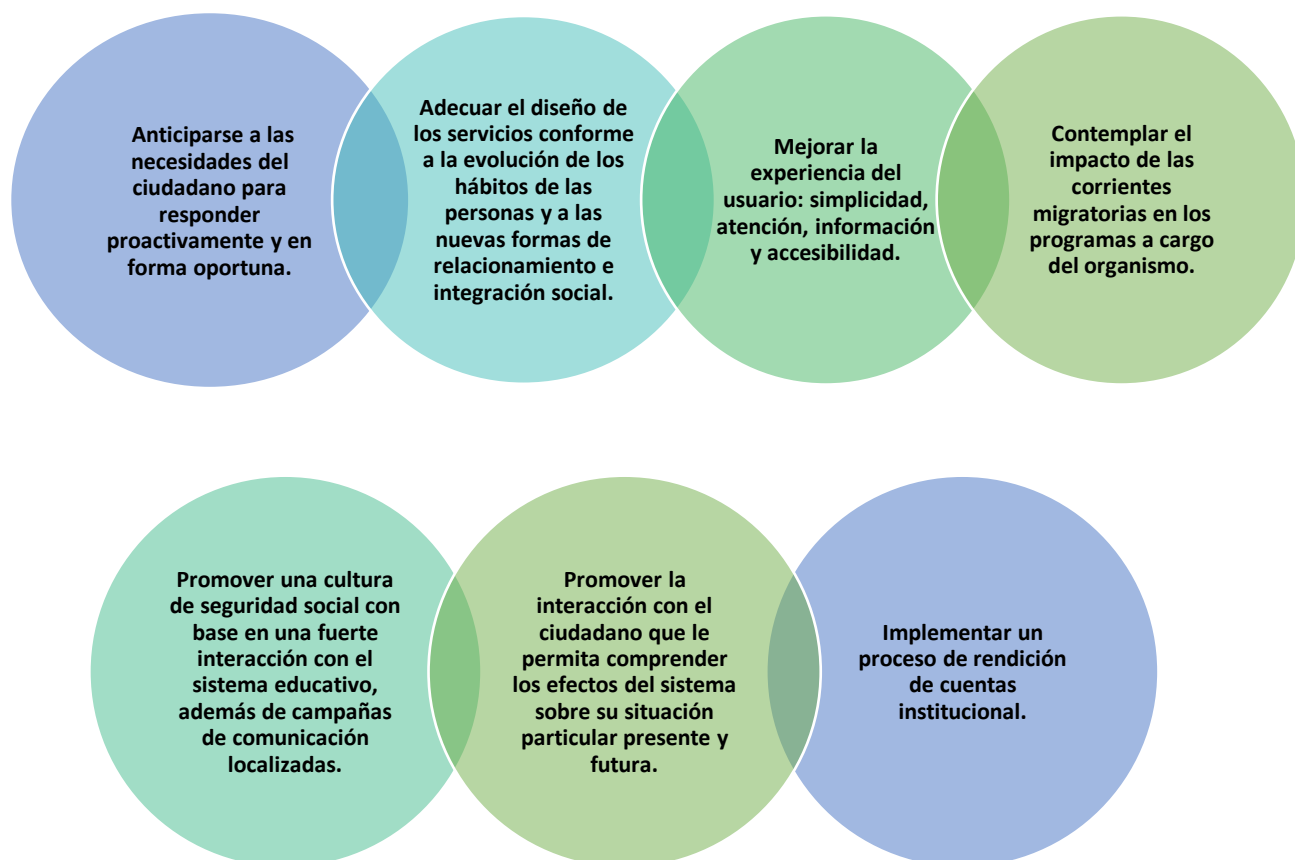 Anticiparse a las
necesidades del
ciudadano para
responder
proactivamente y en
forma oportuna.
Adecuar el diseño de
los servicios conforme
a la evolución de los
hábitos de las
personas y a las
nuevas formas de
relacionamiento e
integración social.
Mejorar la
experiencia del
usuario: simplicidad,
atención, información
y accesibilidad.
Contemplar el
impacto de las
corrientes
migratorias en los
programas a cargo
del organismo.
Promover una cultura
de seguridad social con
base en una fuerte
interacción con el
sistema educativo,
además de campañas
de comunicación
localizadas.
Promover la
interacción con el
ciudadano que le
permita comprender
los efectos del sistema
sobre su situación
particular presente y
futura.
Implementar un
proceso de rendición
de cuentas
institucional.